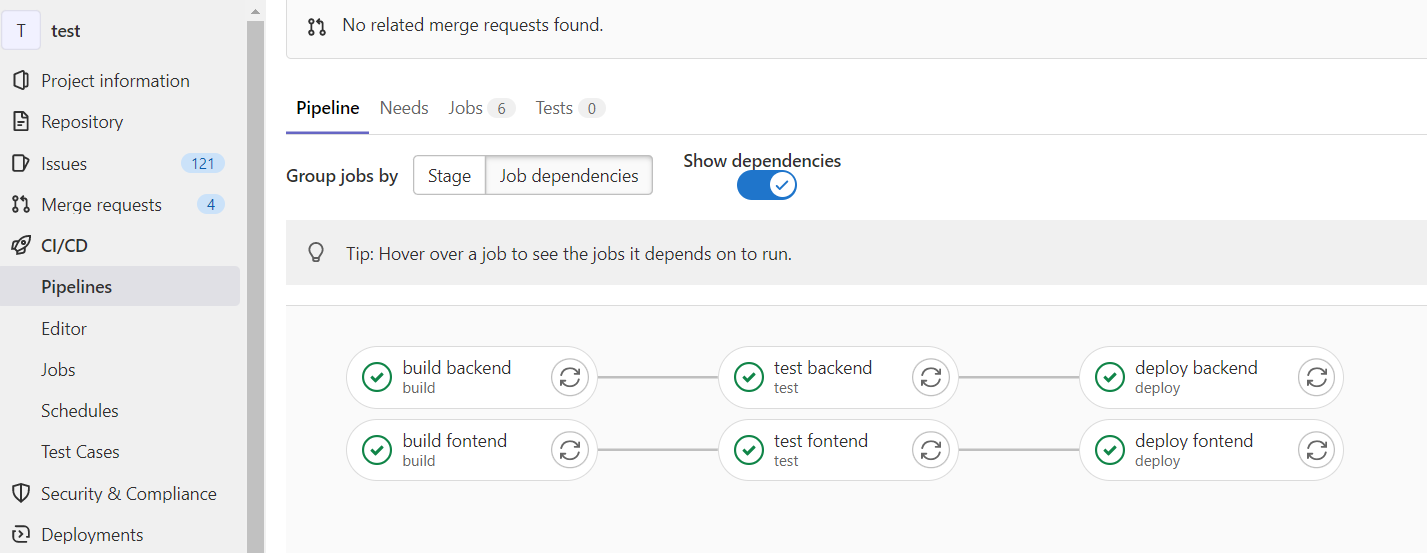 T test
Project information
Repository
Issues 121
Merge requests 4
CI/CD
Pipelines
Editor
Jobs
Schedules
Test Cases
Security & Compliance
Deployments
No related merge requests found.
Pipeline Needs Jobs 6 Tests 0
Show dependencies
Group jobs by Stage Job dependencies
Tip: Hover over a job to see the jobs it depends on to run.
build backend
build
test backend
test
deploy backend
deploy
build fontend
build
test fontend
test
deploy fontend
deploy